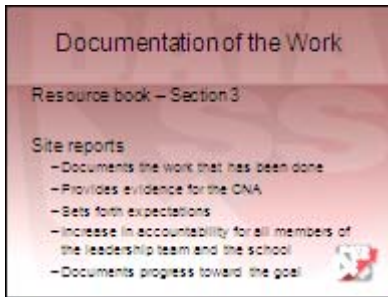 Documentation of the Work
Resource book – Section 3
Site reports
–Documents the work that has been done
–Provides evidence for the CNA
–Sets forth expectations
–Increase in accountability for all members of
the leadership team and the school
–Documents progress toward the goal